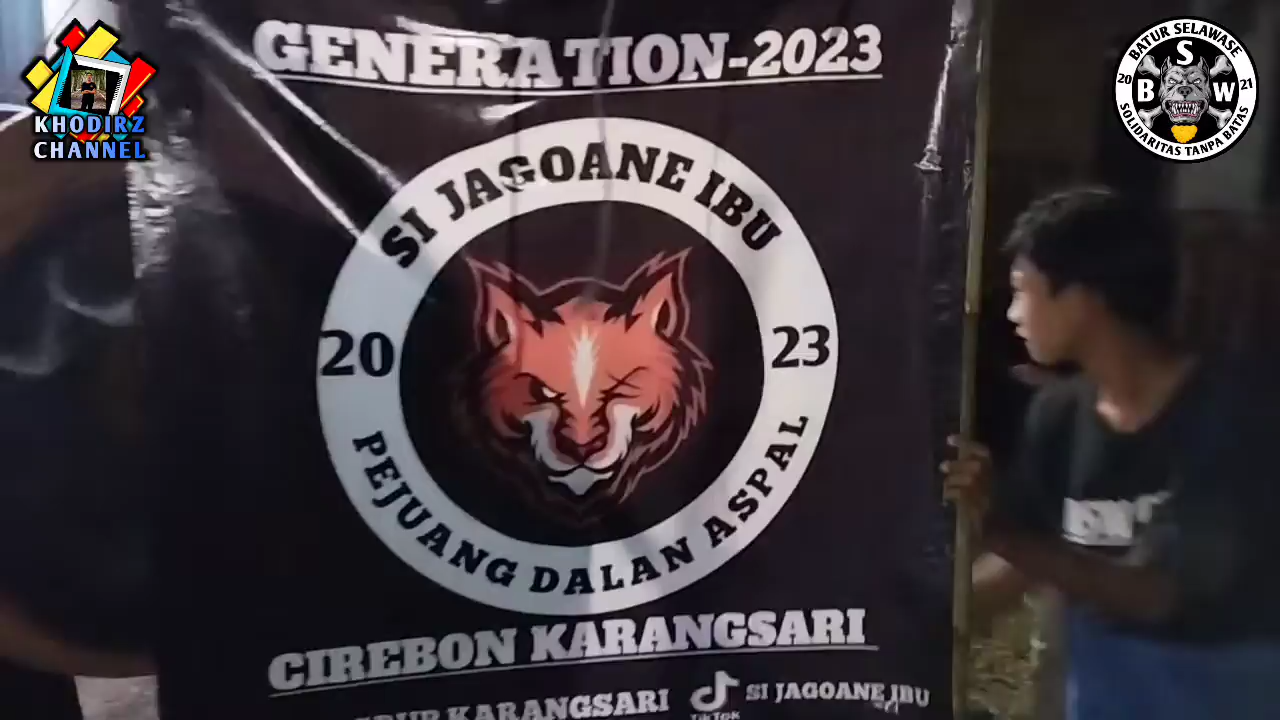 GENERATION-2023
KHODIRZ
CHANNEL
BATUR SELAWASE
S
20
B
W
21
SOLIDARITAS TANPA BATAS
SI JAGOANE IBU
20
23
PEJUANG DALAN ASPAL
CIREBON KARANGSARI
KARANGSARI
TikTok
SI JAGOANE IBU